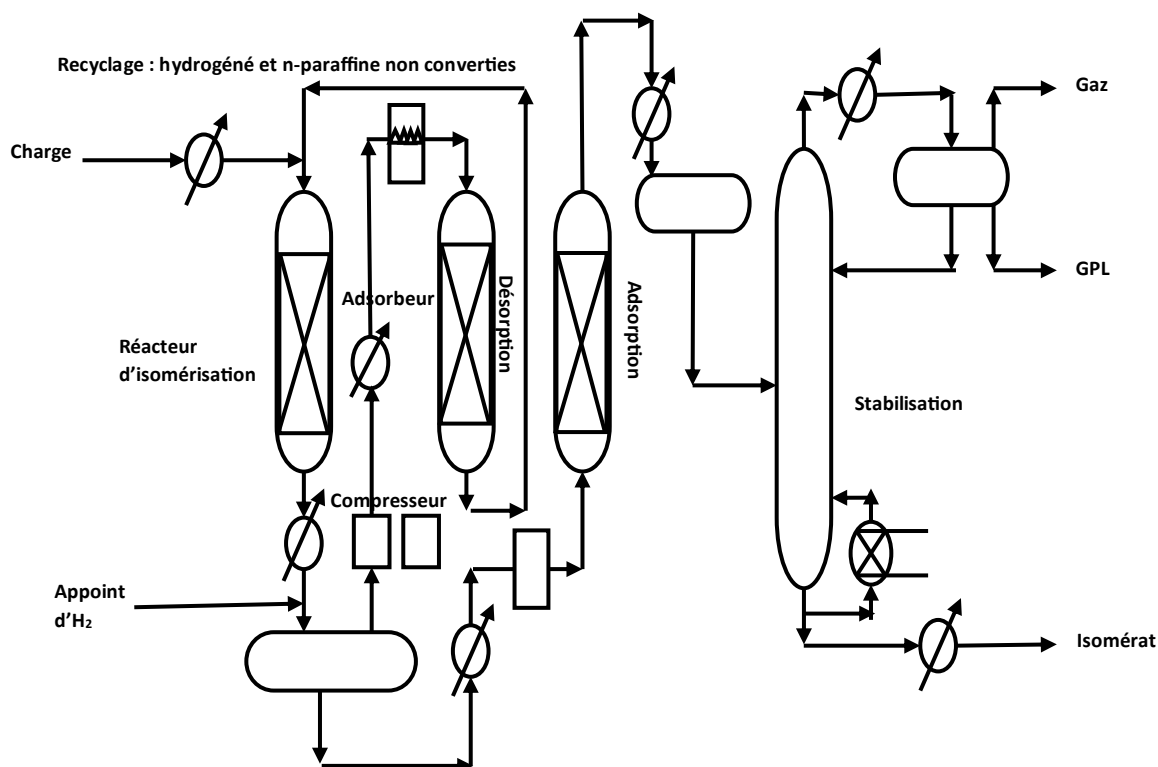 Recyclage : hydrogéné et n-paraffine non converties
Gaz
Charge
GPL
Adsorbeur
Désorption
Adsorption
Réacteur
d’isomérisation
Stabilisation
Compresseur
Appoint
d’H₂
Isomérat